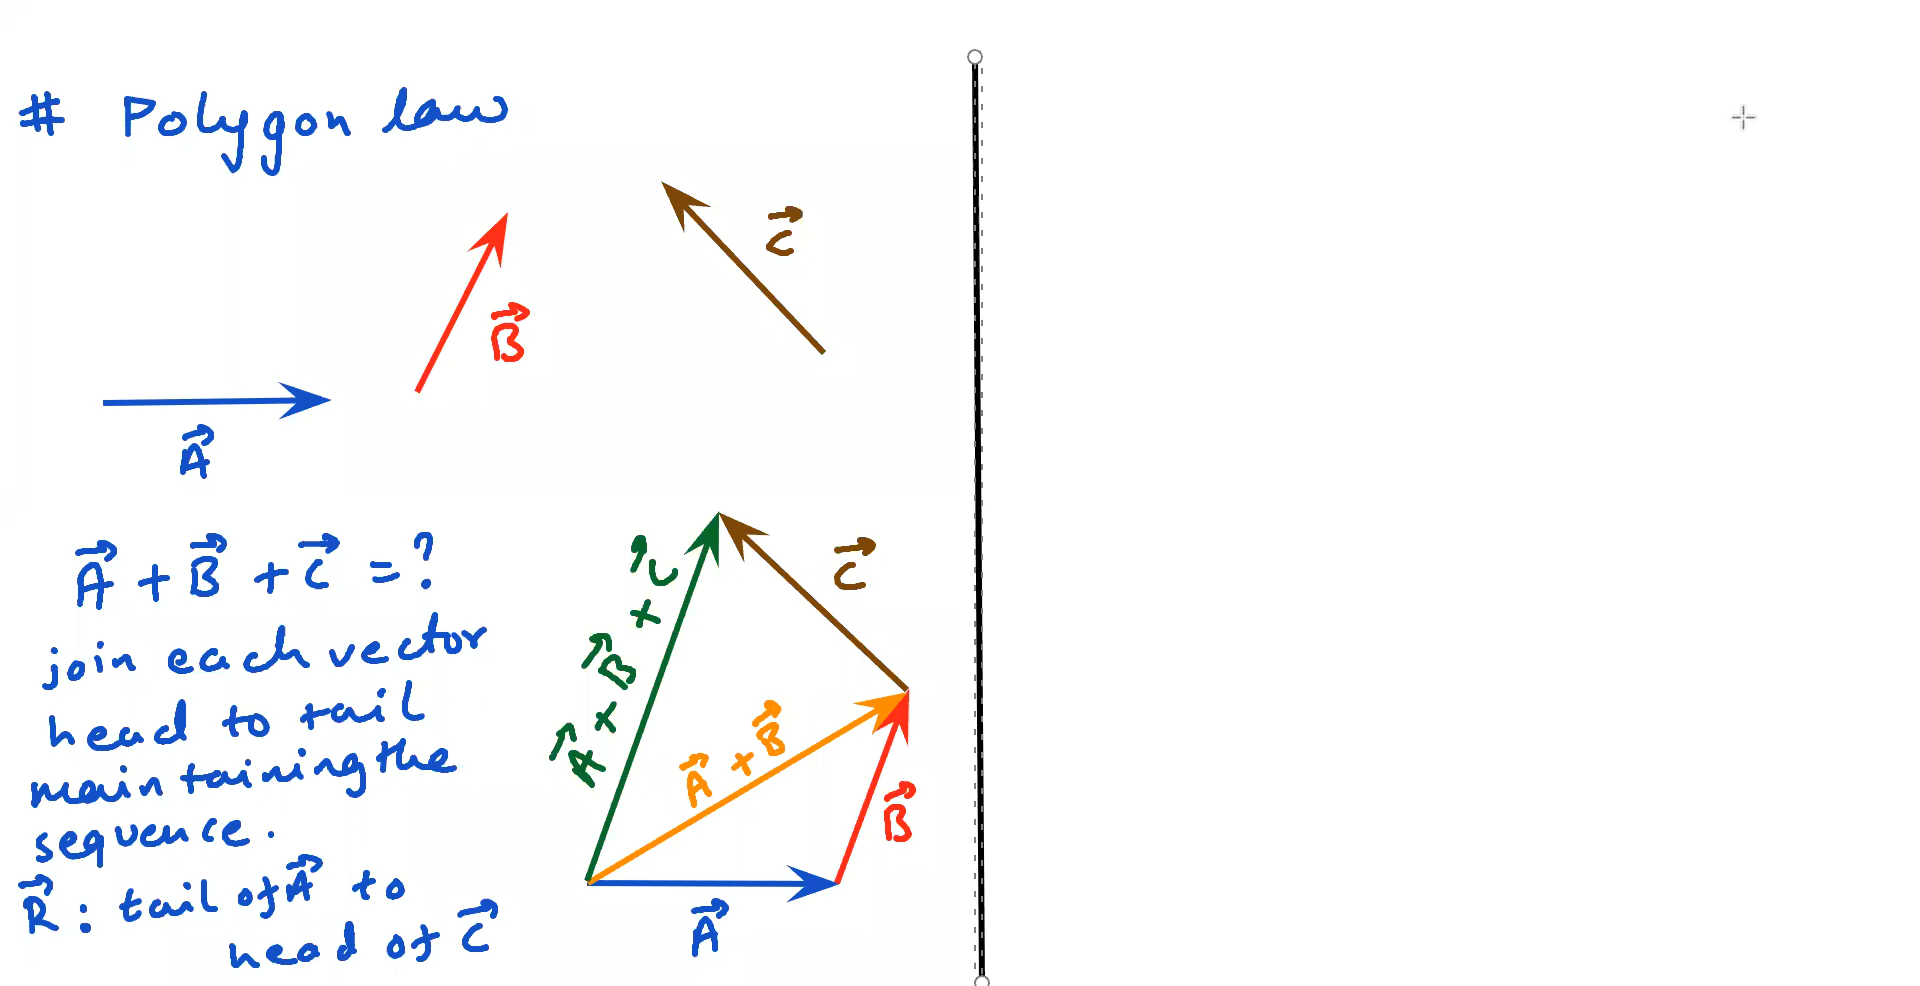 # Polygon law
C⃗
B⃗
A⃗
A⃗ + B⃗ + C⃗ = ?
join each vector
head to tail
maintaining the
sequence.
R⃗ : tail of A⃗ to
head of C⃗
A⃗ + B⃗ + C⃗
C⃗
A⃗ + B⃗
B⃗
A⃗